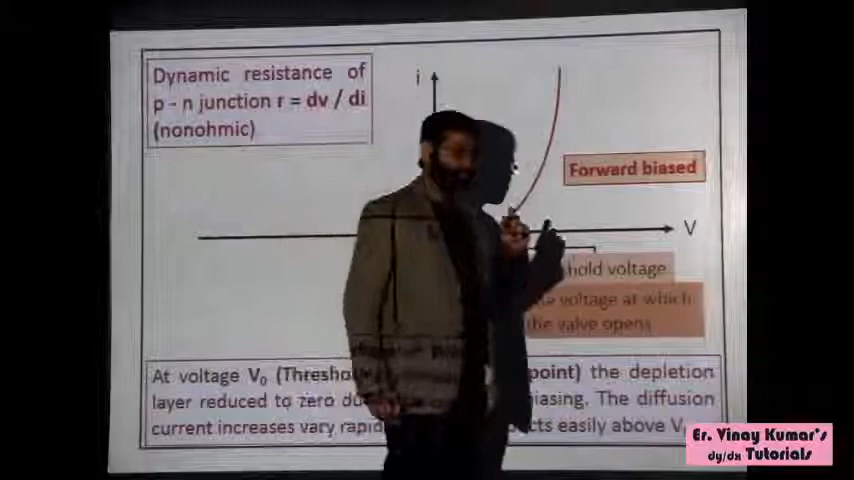 Dynamic resistance of
p - n junction r = dv / di
(nonohmic)
i
Forward biased
V
hold voltage
voltage at which
the valve opens
At voltage V₀ (Thresh point) the depletion
layer reduced to zero du biasing. The diffusion
current increases vary rapid cts easily above V
Er. Vinay Kumar's
dy/dx Tutorials